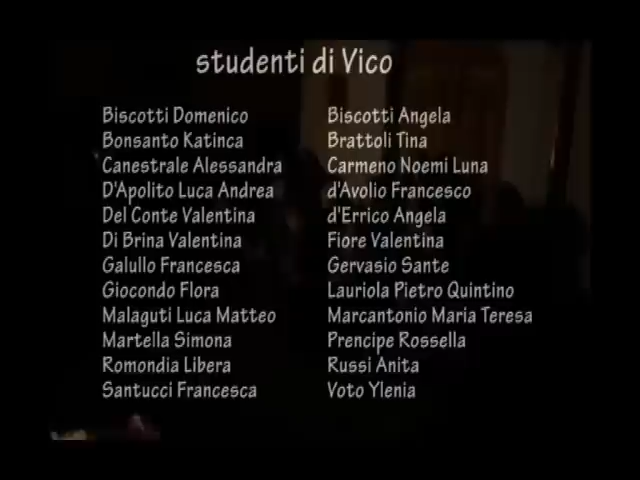 studenti di Vico
Biscotti Domenico
Bonsanto Katinca
Canestrale Alessandra
D'Apolito Luca Andrea
Del Conte Valentina
Di Brina Valentina
Galullo Francesca
Giocondo Flora
Malaguti Luca Matteo
Martella Simona
Romondia Libera
Santucci Francesca
Biscotti Angela
Brattoli Tina
Carmeno Noemi Luna
d'Avolio Francesco
d'Errico Angela
Fiore Valentina
Gervasio Sante
Lauriola Pietro Quintino
Marcantonio Maria Teresa
Prencipe Rossella
Russi Anita
Voto Ylenia